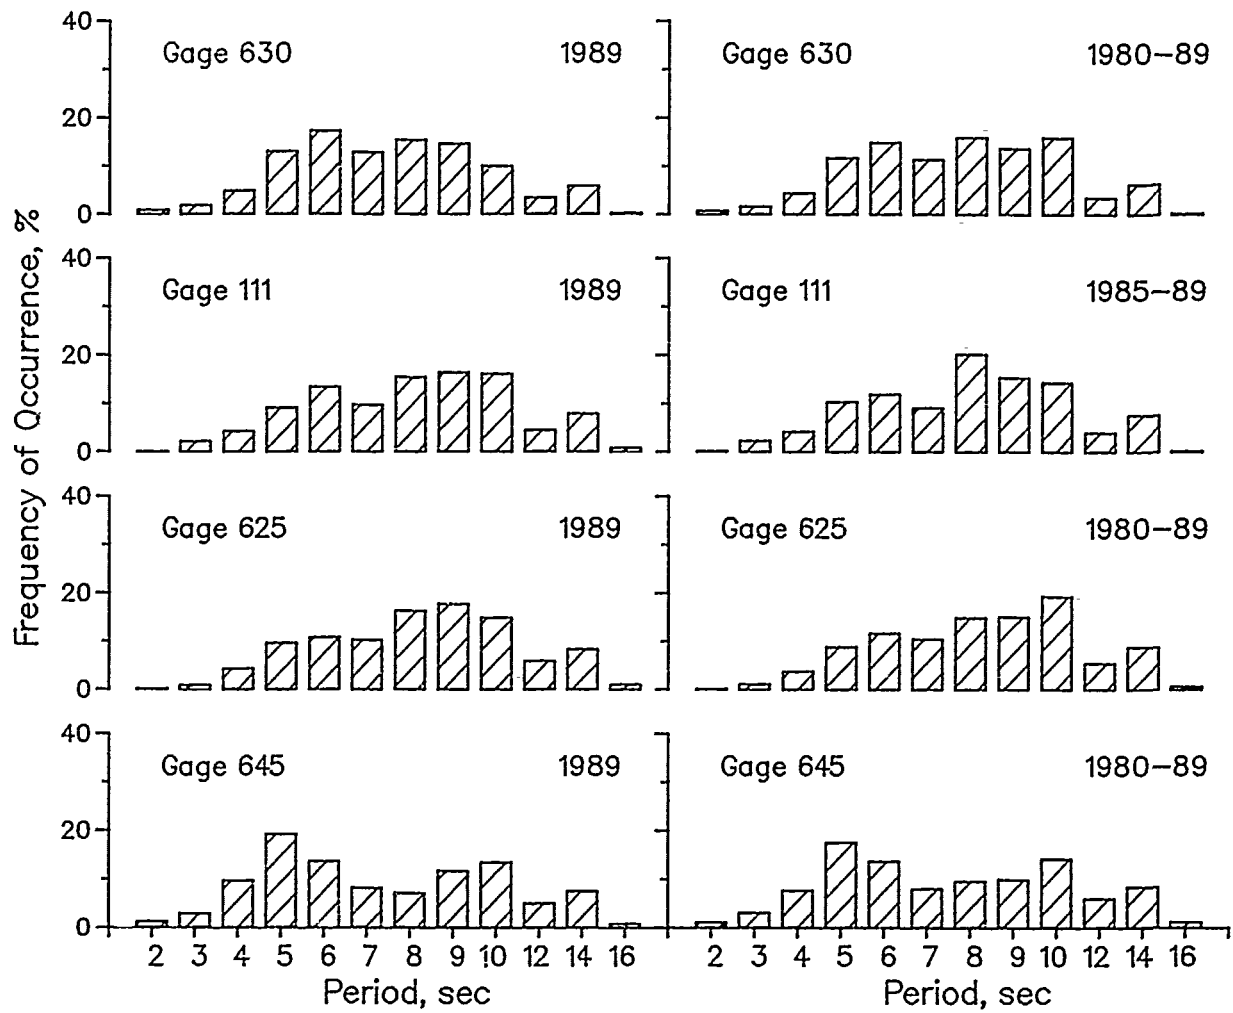 40
20
0
Gage 630 1989
Gage 630 1980-89
40
20
0
Gage 111 1989
Gage 111 1985-89
40
20
0
Gage 625 1989
Gage 625 1980-89
40
20
0
Gage 645 1989
Gage 645 1980-89
Frequency of Qccurrence, %
2 3 4 5 6 7 8 9 10 12 14 16
2 3 4 5 6 7 8 9 10 12 14 16
Period, sec
Period, sec